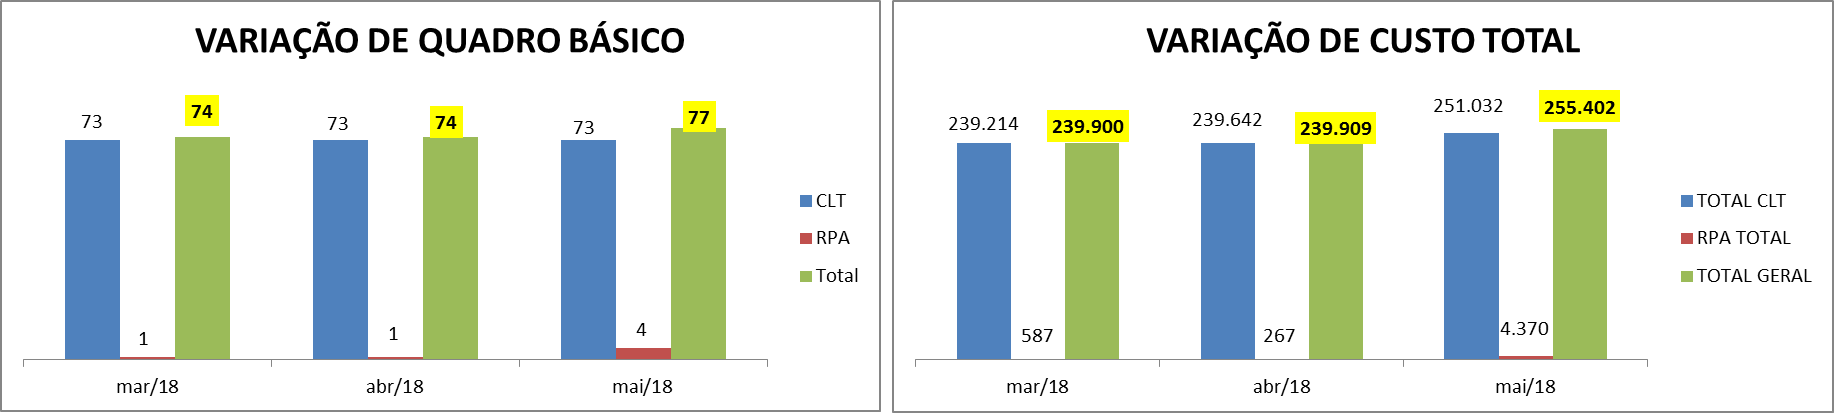 VARIAÇÃO DE QUADRO BÁSICO
73
1
74
73
1
74
73
4
77
mar/18
abr/18
mai/18
CLT
RPA
Total
VARIAÇÃO DE CUSTO TOTAL
239.214
587
239.900
239.642
267
239.909
251.032
4.370
255.402
mar/18
abr/18
mai/18
TOTAL CLT
RPA TOTAL
TOTAL GERAL